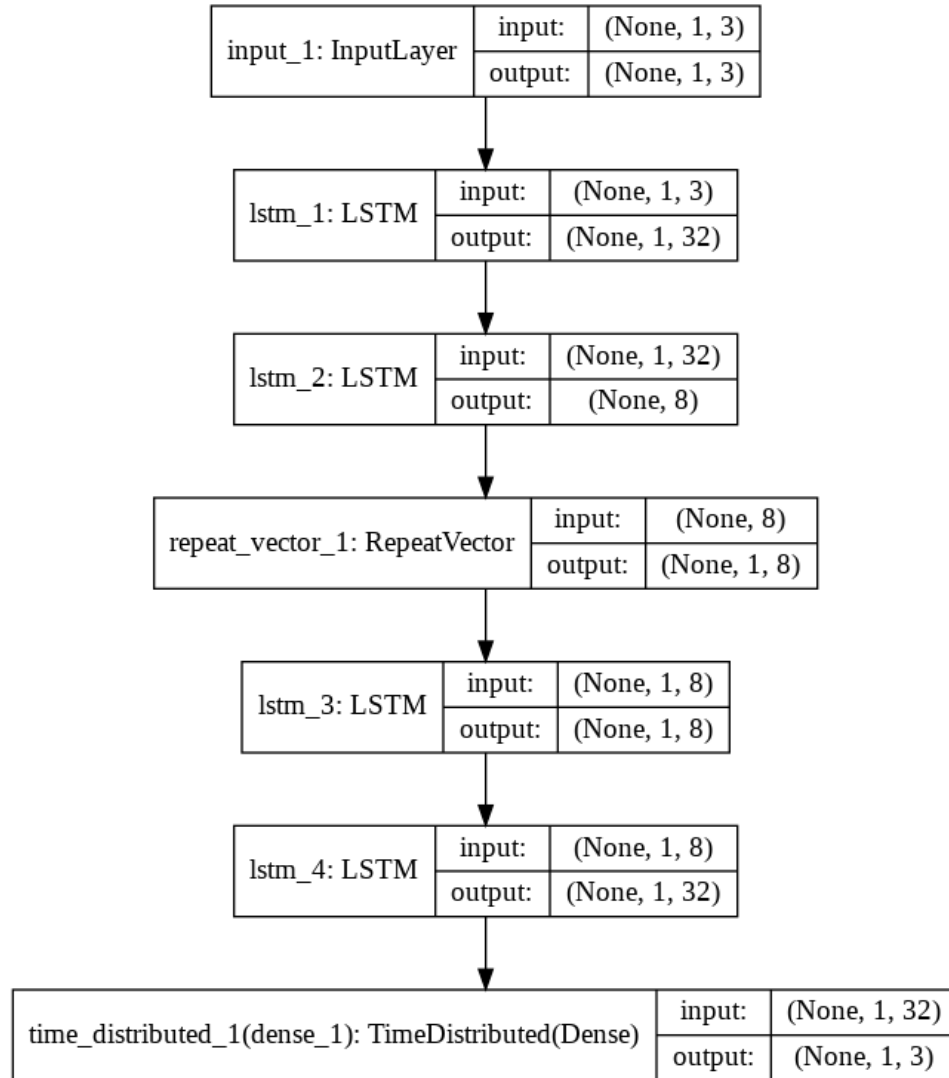 input_1: InputLayer
input: (None, 1, 3)
output: (None, 1, 3)
lstm_1: LSTM
input: (None, 1, 3)
output: (None, 1, 32)
lstm_2: LSTM
input: (None, 1, 32)
output: (None, 8)
repeat_vector_1: RepeatVector
input: (None, 8)
output: (None, 1, 8)
lstm_3: LSTM
input: (None, 1, 8)
output: (None, 1, 8)
lstm_4: LSTM
input: (None, 1, 8)
output: (None, 1, 32)
time_distributed_1(dense_1): TimeDistributed(Dense)
input: (None, 1, 32)
output: (None, 1, 3)